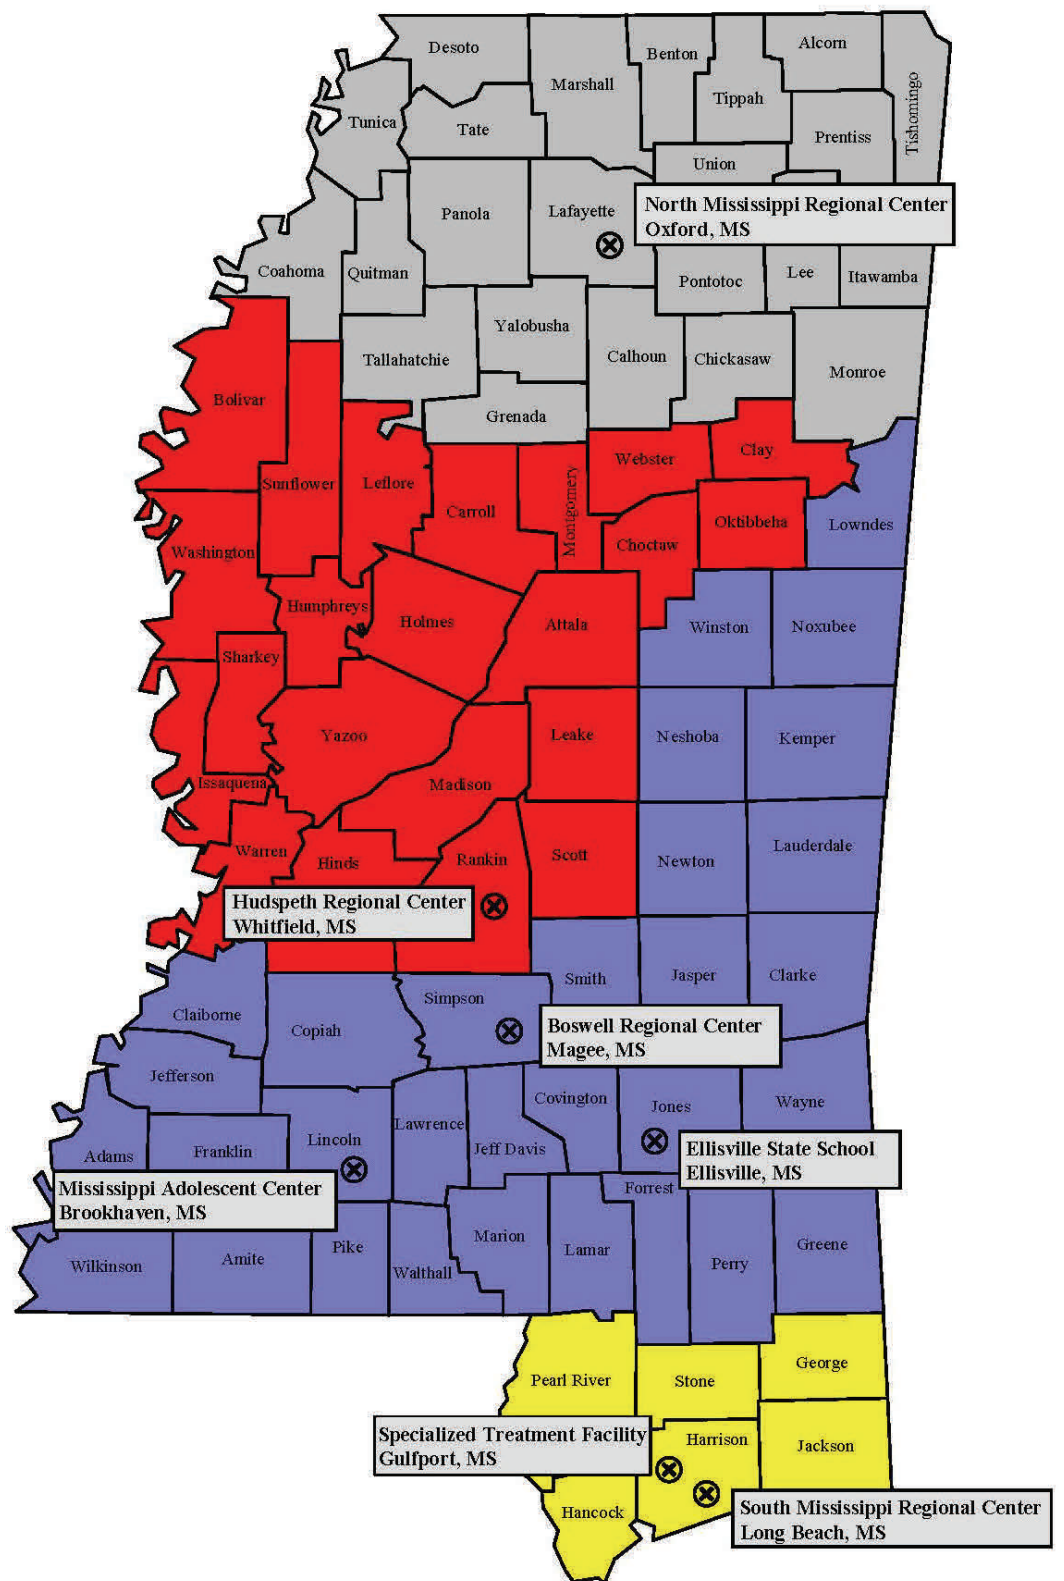 Desoto
Marshall
Benton
Tippah
Alcorn
Tishomingo
Tunica
Tate
Union
Prentiss
Panola
Lafayette
North Mississippi Regional Center
Oxford, MS
Coahoma
Quitman
Pontotoc
Lee
Itawamba
Tallahatchie
Yalobusha
Calhoun
Chickasaw
Monroe
Bolivar
Grenada
Sunflower
Leflore
Carroll
Montgomery
Webster
Clay
Washington
Choctaw
Oktibbeha
Lowndes
Humphreys
Holmes
Attala
Winston
Noxubee
Sharkey
Yazoo
Leake
Neshoba
Kemper
Issaquena
Madison
Warren
Hinds
Rankin
Scott
Newton
Lauderdale
Hudspeth Regional Center
Whitfield, MS
Claiborne
Copiah
Simpson
Smith
Jasper
Clarke
Boswell Regional Center
Magee, MS
Jefferson
Lawrence
Covington
Jones
Wayne
Adams
Franklin
Lincoln
Jeff Davis
Ellisville State School
Ellisville, MS
Mississippi Adolescent Center
Brookhaven, MS
Forrest
Wilkinson
Amite
Pike
Walthall
Marion
Lamar
Perry
Greene
Pearl River
Stone
George
Specialized Treatment Facility
Gulfport, MS
Harrison
Jackson
Hancock
South Mississippi Regional Center
Long Beach, MS